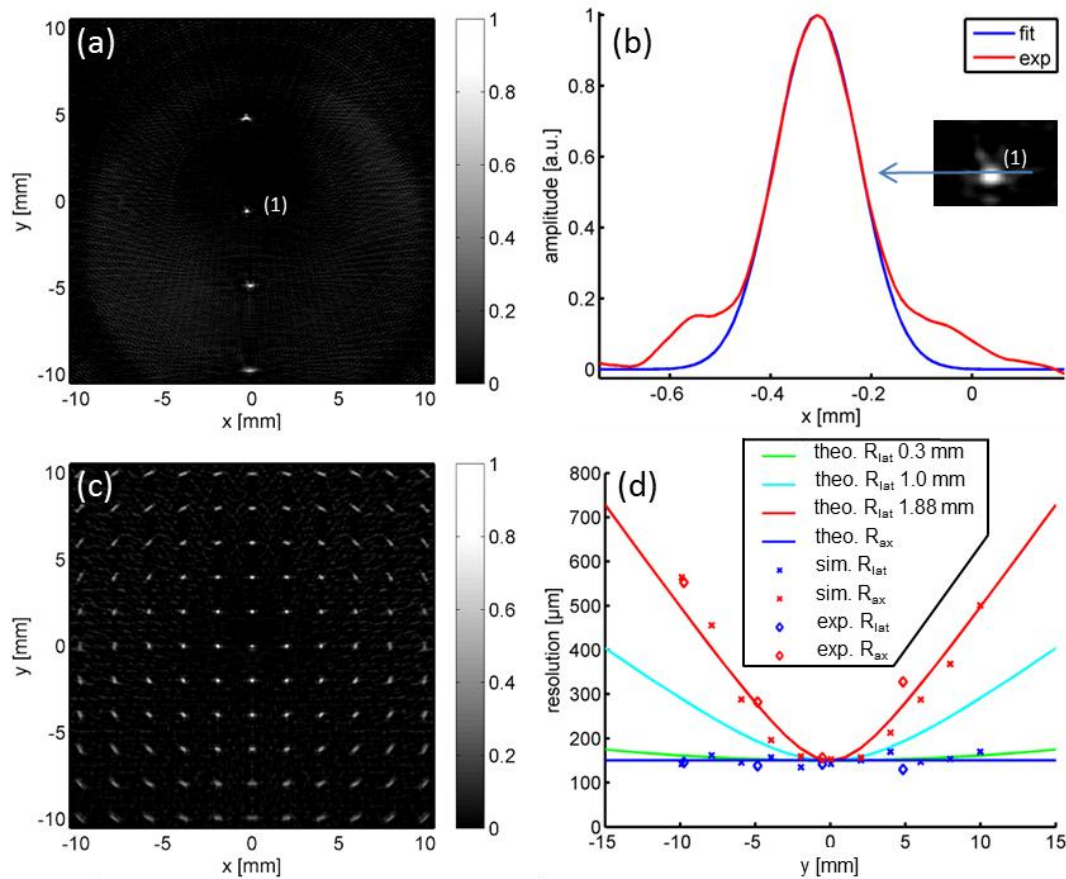 (a)
10
5
0
-5
-10
y [mm]
-10
-5
0
5
10
x [mm]
(1)
1
0.8
0.6
0.4
0.2
0
(b)
fit
exp
(1)
1
0.8
0.6
0.4
0.2
0
amplitude [a.u.]
-0.6
-0.4
-0.2
0
x [mm]
(c)
10
5
0
-5
-10
y [mm]
-10
-5
0
5
10
x [mm]
1
0.8
0.6
0.4
0.2
0
(d)
theo. Rlat 0.3 mm
theo. Rlat 1.0 mm
theo. Rlat 1.88 mm
theo. Rax
sim. Rlat
sim. Rax
exp. Rlat
exp. Rax
800
700
600
500
400
300
200
100
0
resolution [µm]
-15
-10
-5
0
5
10
15
y [mm]